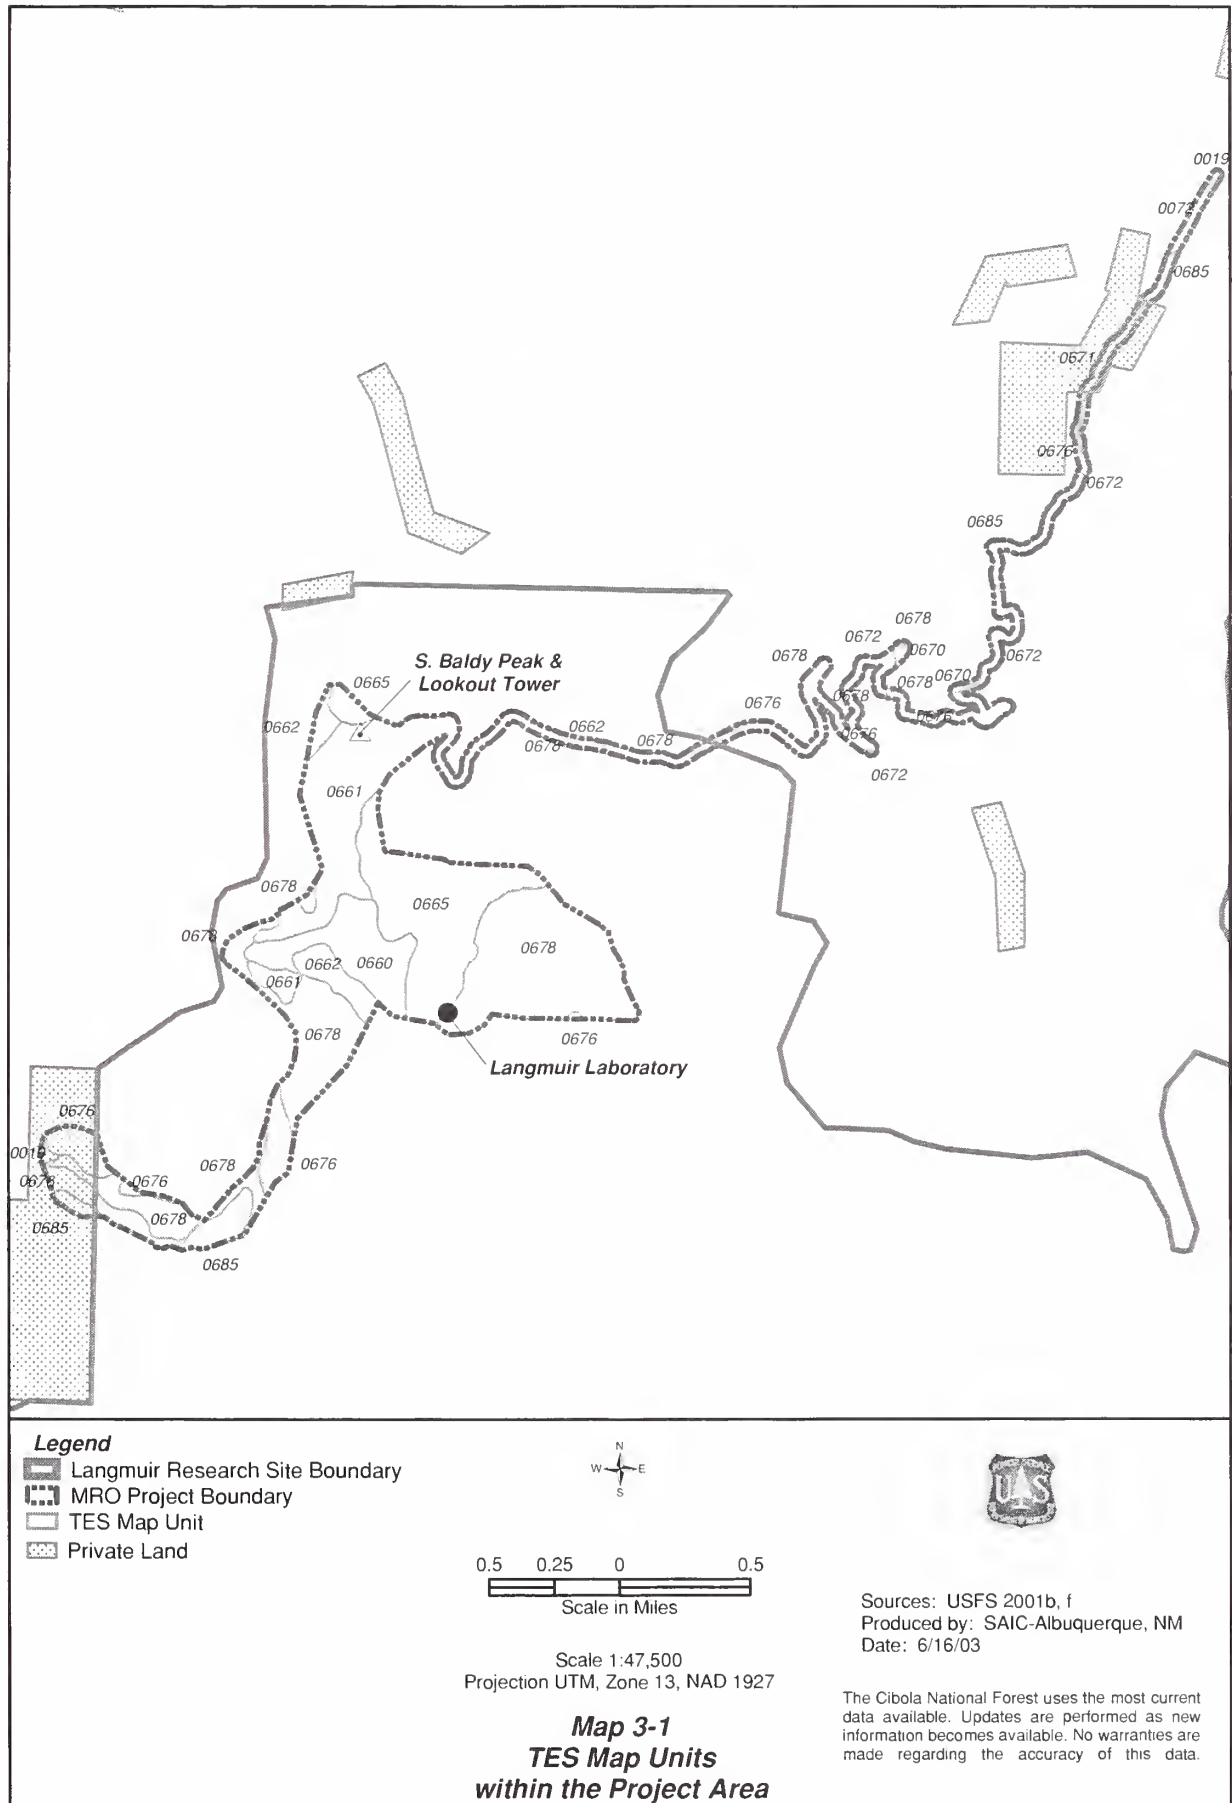 0019
0072
0685
0671
0676
0672
0685
0678
0672
0670
0678
0672
0678
0670
0678
0676
0676
0676
0672
S. Baldy Peak &
Lookout Tower
0665
0662
0662
0678
0678
0661
0678
0665
0678
0678
0662
0660
0661
0678
0676
Langmuir Laboratory
0676
0019
0678
0676
0678
0676
0678
0685
0685
Legend
Langmuir Research Site Boundary
MRO Project Boundary
TES Map Unit
Private Land
N
W E
S
0.5 0.25 0 0.5
Scale in Miles
Scale 1:47,500
Projection UTM, Zone 13, NAD 1927
Map 3-1
TES Map Units
within the Project Area
U S
Sources: USFS 2001b, f
Produced by: SAIC-Albuquerque, NM
Date: 6/16/03
The Cibola National Forest uses the most current
data available. Updates are performed as new
information becomes available. No warranties are
made regarding the accuracy of this data.